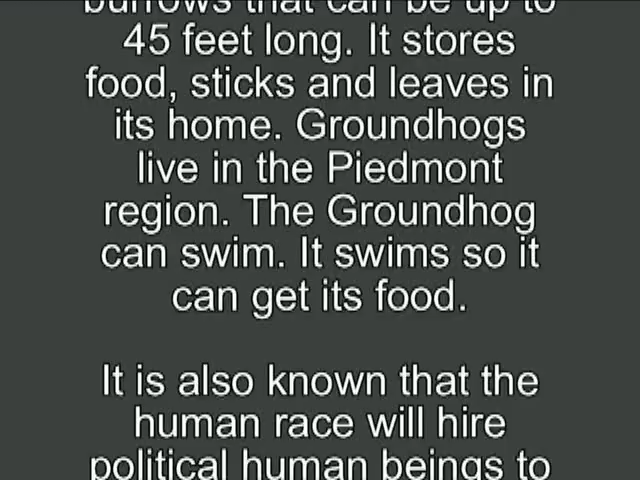 burrows that can be up to
45 feet long. It stores
food, sticks and leaves in
its home. Groundhogs
live in the Piedmont
region. The Groundhog
can swim. It swims so it
can get its food.
It is also known that the
human race will hire
political human beings to